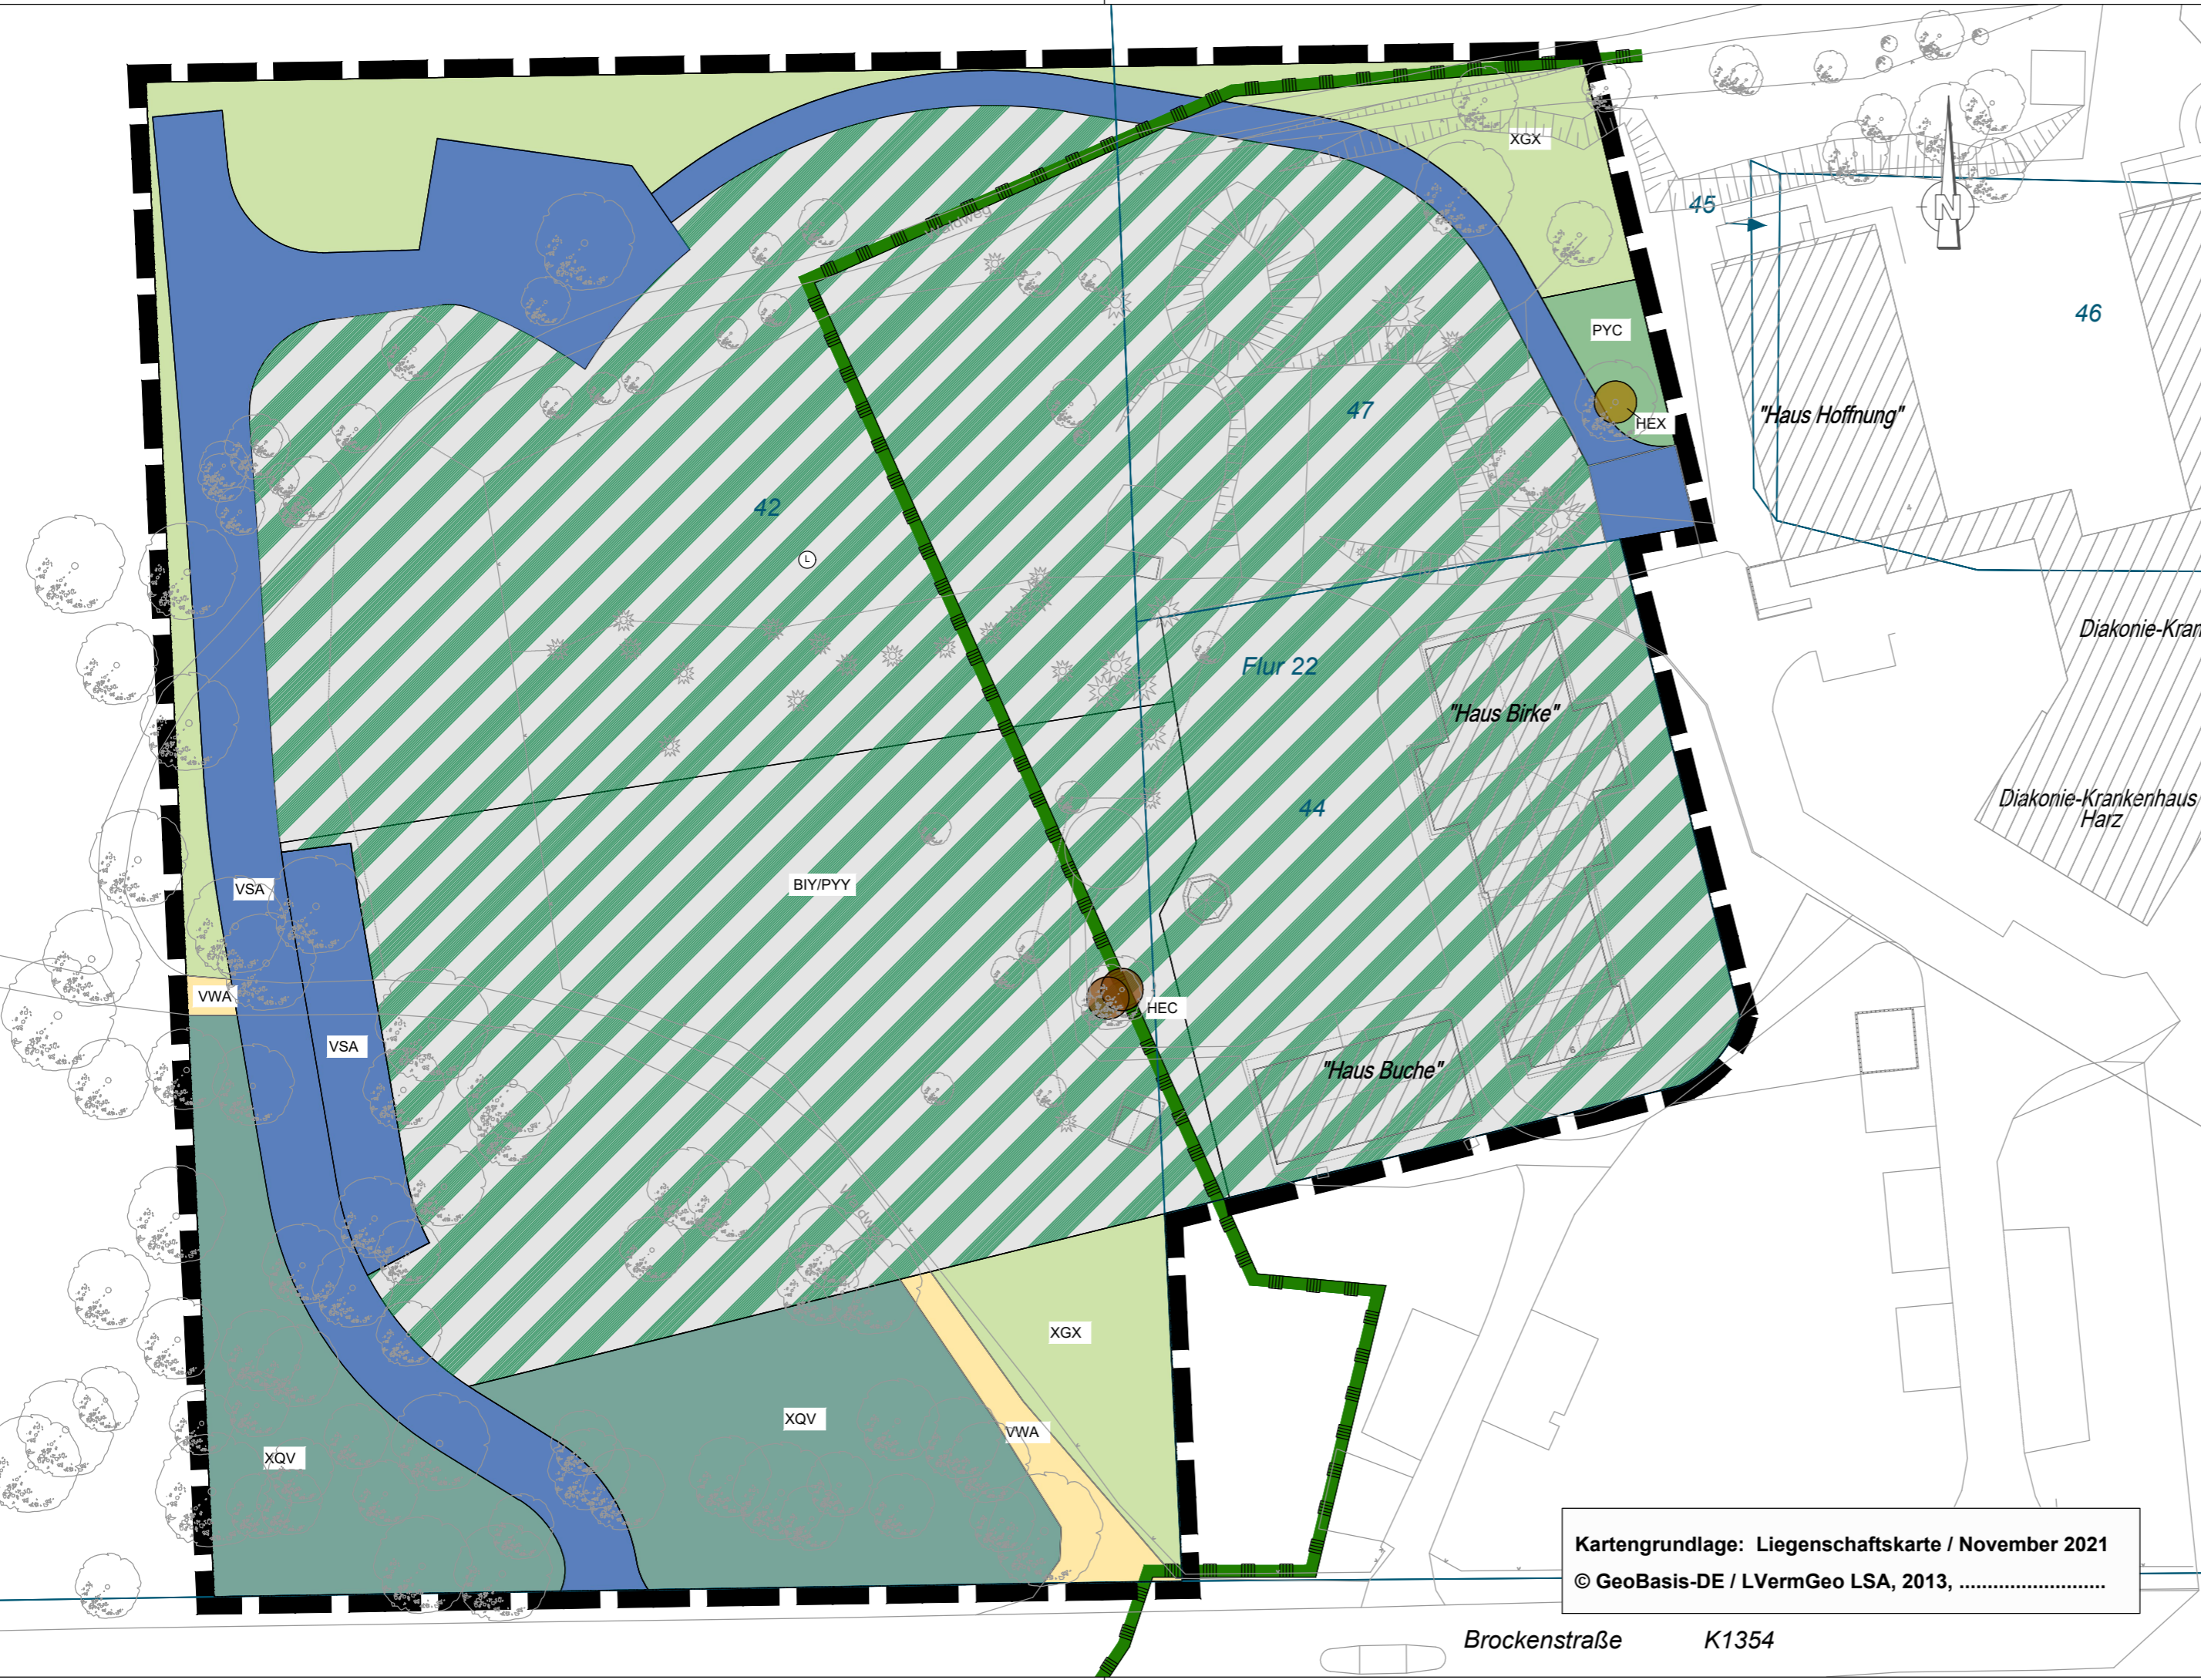 XGX
45
N
46
PYC
HEX
"Haus Hoffnung"
47
42
L
Flur 22
Diakonie-Kran
"Haus Birke"
Diakonie-Krankenhaus
Harz
44
VSA
BIY/PYY
VWA
HEC
VSA
"Haus Buche"
XGX
XQV
VWA
XQV
Kartengrundlage: Liegenschaftskarte / November 2021
© GeoBasis-DE / LVermGeo LSA, 2013, ..........................
Brockenstraße K1354